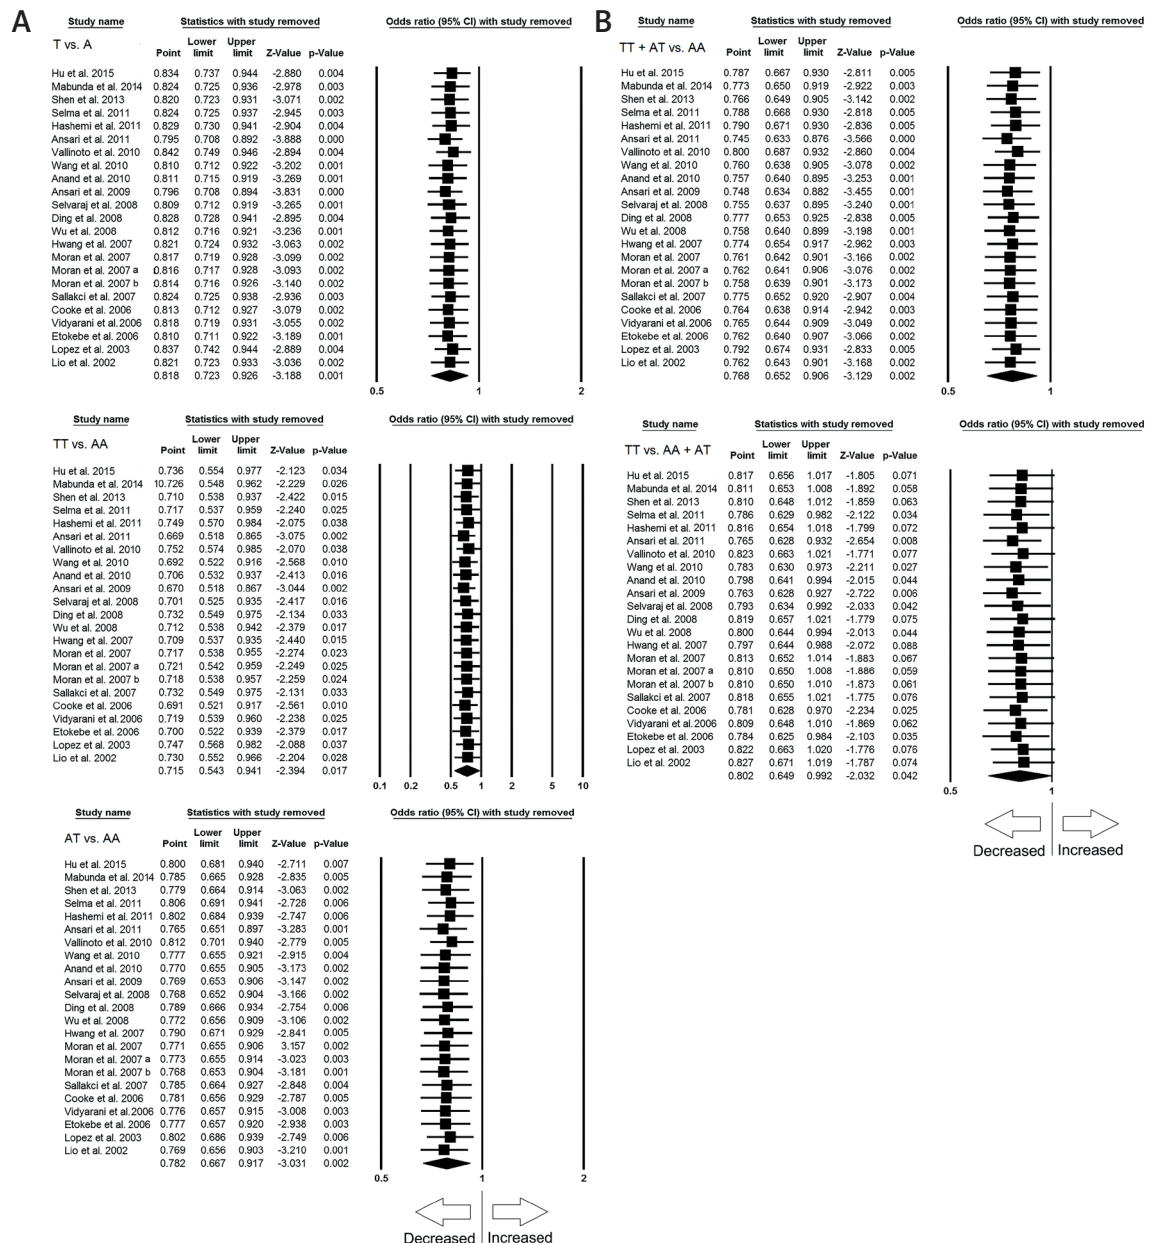 A
Study name Statistics with study removed Odds ratio (95% CI) with study removed
T vs. A
Point Lower limit Upper limit Z-Value p-Value
Hu et al. 2015 0.834 0.737 0.944 -2.880 0.004
Mabunda et al. 2014 0.824 0.725 0.936 -2.978 0.003
Shen et al. 2013 0.820 0.723 0.931 -3.071 0.002
Selma et al. 2011 0.824 0.725 0.937 -2.945 0.003
Hashemi et al. 2011 0.829 0.730 0.941 -2.904 0.004
Ansari et al. 2011 0.795 0.708 0.892 -3.888 0.000
Vallinoto et al. 2010 0.842 0.749 0.946 -2.894 0.004
Wang et al. 2010 0.810 0.712 0.922 -3.202 0.001
Anand et al. 2010 0.811 0.715 0.919 -3.269 0.001
Ansari et al. 2009 0.796 0.708 0.894 -3.831 0.000
Selvaraj et al. 2008 0.809 0.712 0.919 -3.265 0.001
Ding et al. 2008 0.828 0.728 0.941 -2.895 0.004
Wu et al. 2008 0.812 0.716 0.921 -3.236 0.001
Hwang et al. 2007 0.821 0.724 0.932 -3.063 0.002
Moran et al. 2007 0.817 0.719 0.928 -3.099 0.002
Moran et al. 2007 a 0.816 0.717 0.928 -3.093 0.002
Moran et al. 2007 b 0.814 0.716 0.926 -3.140 0.002
Sallakci et al. 2007 0.824 0.725 0.938 -2.936 0.003
Cooke et al. 2006 0.813 0.712 0.927 -3.079 0.002
Vidyarani et al.2006 0.818 0.719 0.931 -3.055 0.002
Etokebe et al. 2006 0.810 0.711 0.922 -3.189 0.001
Lopez et al. 2003 0.837 0.742 0.944 -2.889 0.004
Lio et al. 2002 0.821 0.723 0.933 -3.036 0.002
0.818 0.723 0.926 -3.188 0.001
0.5 1 2
Study name Statistics with study removed Odds ratio (95% CI) with study removed
TT vs. AA
Point Lower limit Upper limit Z-Value p-Value
Hu et al. 2015 0.736 0.554 0.977 -2.123 0.034
Mabunda et al. 2014 10.726 0.548 0.962 -2.229 0.026
Shen et al. 2013 0.710 0.538 0.937 -2.422 0.015
Selma et al. 2011 0.717 0.537 0.959 -2.240 0.025
Hashemi et al. 2011 0.749 0.570 0.984 -2.075 0.038
Ansari et al. 2011 0.669 0.518 0.865 -3.075 0.002
Vallinoto et al. 2010 0.752 0.574 0.985 -2.070 0.038
Wang et al. 2010 0.692 0.522 0.916 -2.568 0.010
Anand et al. 2010 0.706 0.532 0.937 -2.413 0.016
Ansari et al. 2009 0.670 0.518 0.867 -3.044 0.002
Selvaraj et al. 2008 0.701 0.525 0.935 -2.417 0.016
Ding et al. 2008 0.732 0.549 0.975 -2.134 0.033
Wu et al. 2008 0.712 0.538 0.942 -2.379 0.017
Hwang et al. 2007 0.709 0.537 0.935 -2.440 0.015
Moran et al. 2007 0.717 0.538 0.955 -2.274 0.023
Moran et al. 2007 a 0.721 0.542 0.959 -2.249 0.025
Moran et al. 2007 b 0.718 0.538 0.957 -2.259 0.024
Sallakci et al. 2007 0.732 0.549 0.975 -2.131 0.033
Cooke et al. 2006 0.691 0.521 0.917 -2.561 0.010
Vidyarani et al.2006 0.719 0.539 0.960 -2.238 0.025
Etokebe et al. 2006 0.700 0.522 0.939 -2.379 0.017
Lopez et al. 2003 0.747 0.568 0.982 -2.088 0.037
Lio et al. 2002 0.730 0.552 0.966 -2.204 0.028
0.715 0.543 0.941 -2.394 0.017
0.1 0.2 0.5 1 2 5 10
Study name Statistics with study removed Odds ratio (95% CI) with study removed
AT vs. AA
Point Lower limit Upper limit Z-Value p-Value
Hu et al. 2015 0.800 0.681 0.940 -2.711 0.007
Mabunda et al. 2014 0.785 0.665 0.928 -2.835 0.005
Shen et al. 2013 0.779 0.664 0.914 -3.063 0.002
Selma et al. 2011 0.806 0.691 0.941 -2.728 0.006
Hashemi et al. 2011 0.802 0.684 0.939 -2.747 0.006
Ansari et al. 2011 0.765 0.651 0.897 -3.283 0.001
Vallinoto et al. 2010 0.812 0.701 0.940 -2.779 0.005
Wang et al. 2010 0.777 0.655 0.921 -2.915 0.004
Anand et al. 2010 0.770 0.655 0.905 -3.173 0.002
Ansari et al. 2009 0.769 0.653 0.906 -3.147 0.002
Selvaraj et al. 2008 0.768 0.652 0.904 -3.166 0.002
Ding et al. 2008 0.789 0.666 0.934 -2.754 0.006
Wu et al. 2008 0.772 0.656 0.909 -3.106 0.002
Hwang et al. 2007 0.790 0.671 0.929 -2.841 0.005
Moran et al. 2007 0.771 0.655 0.906 3.157 0.002
Moran et al. 2007 a 0.773 0.655 0.914 -3.023 0.003
Moran et al. 2007 b 0.768 0.653 0.904 -3.181 0.001
Sallakci et al. 2007 0.785 0.664 0.927 -2.848 0.004
Cooke et al. 2006 0.781 0.656 0.929 -2.787 0.005
Vidyarani et al.2006 0.776 0.657 0.915 -3.008 0.003
Etokebe et al. 2006 0.777 0.657 0.920 -2.938 0.003
Lopez et al. 2003 0.802 0.686 0.939 -2.749 0.006
Lio et al. 2002 0.769 0.656 0.903 -3.210 0.001
0.782 0.667 0.917 -3.031 0.002
0.5 1 2
Decreased Increased
B
Study name Statistics with study removed Odds ratio (95% CI) with study removed
TT + AT vs. AA
Point Lower limit Upper limit Z-Value p-Value
Hu et al. 2015 0.787 0.667 0.930 -2.811 0.005
Mabunda et al. 2014 0.773 0.650 0.919 -2.922 0.003
Shen et al. 2013 0.766 0.649 0.905 -3.142 0.002
Selma et al. 2011 0.788 0.668 0.930 -2.818 0.005
Hashemi et al. 2011 0.790 0.671 0.930 -2.836 0.005
Ansari et al. 2011 0.745 0.633 0.876 -3.566 0.000
Vallinoto et al. 2010 0.800 0.687 0.932 -2.860 0.004
Wang et al. 2010 0.760 0.638 0.905 -3.078 0.002
Anand et al. 2010 0.757 0.640 0.895 -3.253 0.001
Ansari et al. 2009 0.748 0.634 0.882 -3.455 0.001
Selvaraj et al. 2008 0.755 0.637 0.895 -3.240 0.001
Ding et al. 2008 0.777 0.653 0.925 -2.838 0.005
Wu et al. 2008 0.758 0.640 0.899 -3.198 0.001
Hwang et al. 2007 0.774 0.654 0.917 -2.962 0.003
Moran et al. 2007 0.761 0.642 0.901 -3.166 0.002
Moran et al. 2007 a 0.762 0.641 0.906 -3.076 0.002
Moran et al. 2007 b 0.758 0.639 0.901 -3.173 0.002
Sallakci et al. 2007 0.775 0.652 0.920 -2.907 0.004
Cooke et al. 2006 0.764 0.638 0.914 -2.942 0.003
Vidyarani et al.2006 0.765 0.644 0.909 -3.049 0.002
Etokebe et al. 2006 0.762 0.640 0.907 -3.066 0.002
Lopez et al. 2003 0.792 0.674 0.931 -2.833 0.005
Lio et al. 2002 0.762 0.643 0.901 -3.168 0.002
0.768 0.652 0.906 -3.129 0.002
0.5 1
Study name Statistics with study removed Odds ratio (95% CI) with study removed
TT vs. AA + AT
Point Lower limit Upper limit Z-Value p-Value
Hu et al. 2015 0.817 0.656 1.017 -1.805 0.071
Mabunda et al. 2014 0.811 0.653 1.008 -1.892 0.058
Shen et al. 2013 0.810 0.648 1.012 -1.859 0.063
Selma et al. 2011 0.786 0.629 0.982 -2.122 0.034
Hashemi et al. 2011 0.816 0.654 1.018 -1.799 0.072
Ansari et al. 2011 0.765 0.628 0.932 -2.654 0.008
Vallinoto et al. 2010 0.823 0.663 1.021 -1.771 0.077
Wang et al. 2010 0.783 0.630 0.973 -2.211 0.027
Anand et al. 2010 0.798 0.641 0.994 -2.015 0.044
Ansari et al. 2009 0.763 0.628 0.927 -2.722 0.006
Selvaraj et al. 2008 0.793 0.634 0.992 -2.033 0.042
Ding et al. 2008 0.819 0.657 1.021 -1.779 0.075
Wu et al. 2008 0.800 0.644 0.994 -2.013 0.044
Hwang et al. 2007 0.797 0.644 0.988 -2.072 0.088
Moran et al. 2007 0.813 0.652 1.014 -1.883 0.067
Moran et al. 2007 a 0.810 0.650 1.008 -1.886 0.059
Moran et al. 2007 b 0.810 0.650 1.010 -1.873 0.061
Sallakci et al. 2007 0.818 0.655 1.021 -1.775 0.076
Cooke et al. 2006 0.781 0.628 0.970 -2.234 0.025
Vidyarani et al.2006 0.809 0.648 1.010 -1.869 0.062
Etokebe et al. 2006 0.784 0.625 0.984 -2.103 0.035
Lopez et al. 2003 0.822 0.663 1.020 -1.776 0.076
Lio et al. 2002 0.827 0.671 1.019 -1.787 0.074
0.802 0.649 0.992 -2.032 0.042
0.5 1
Decreased Increased